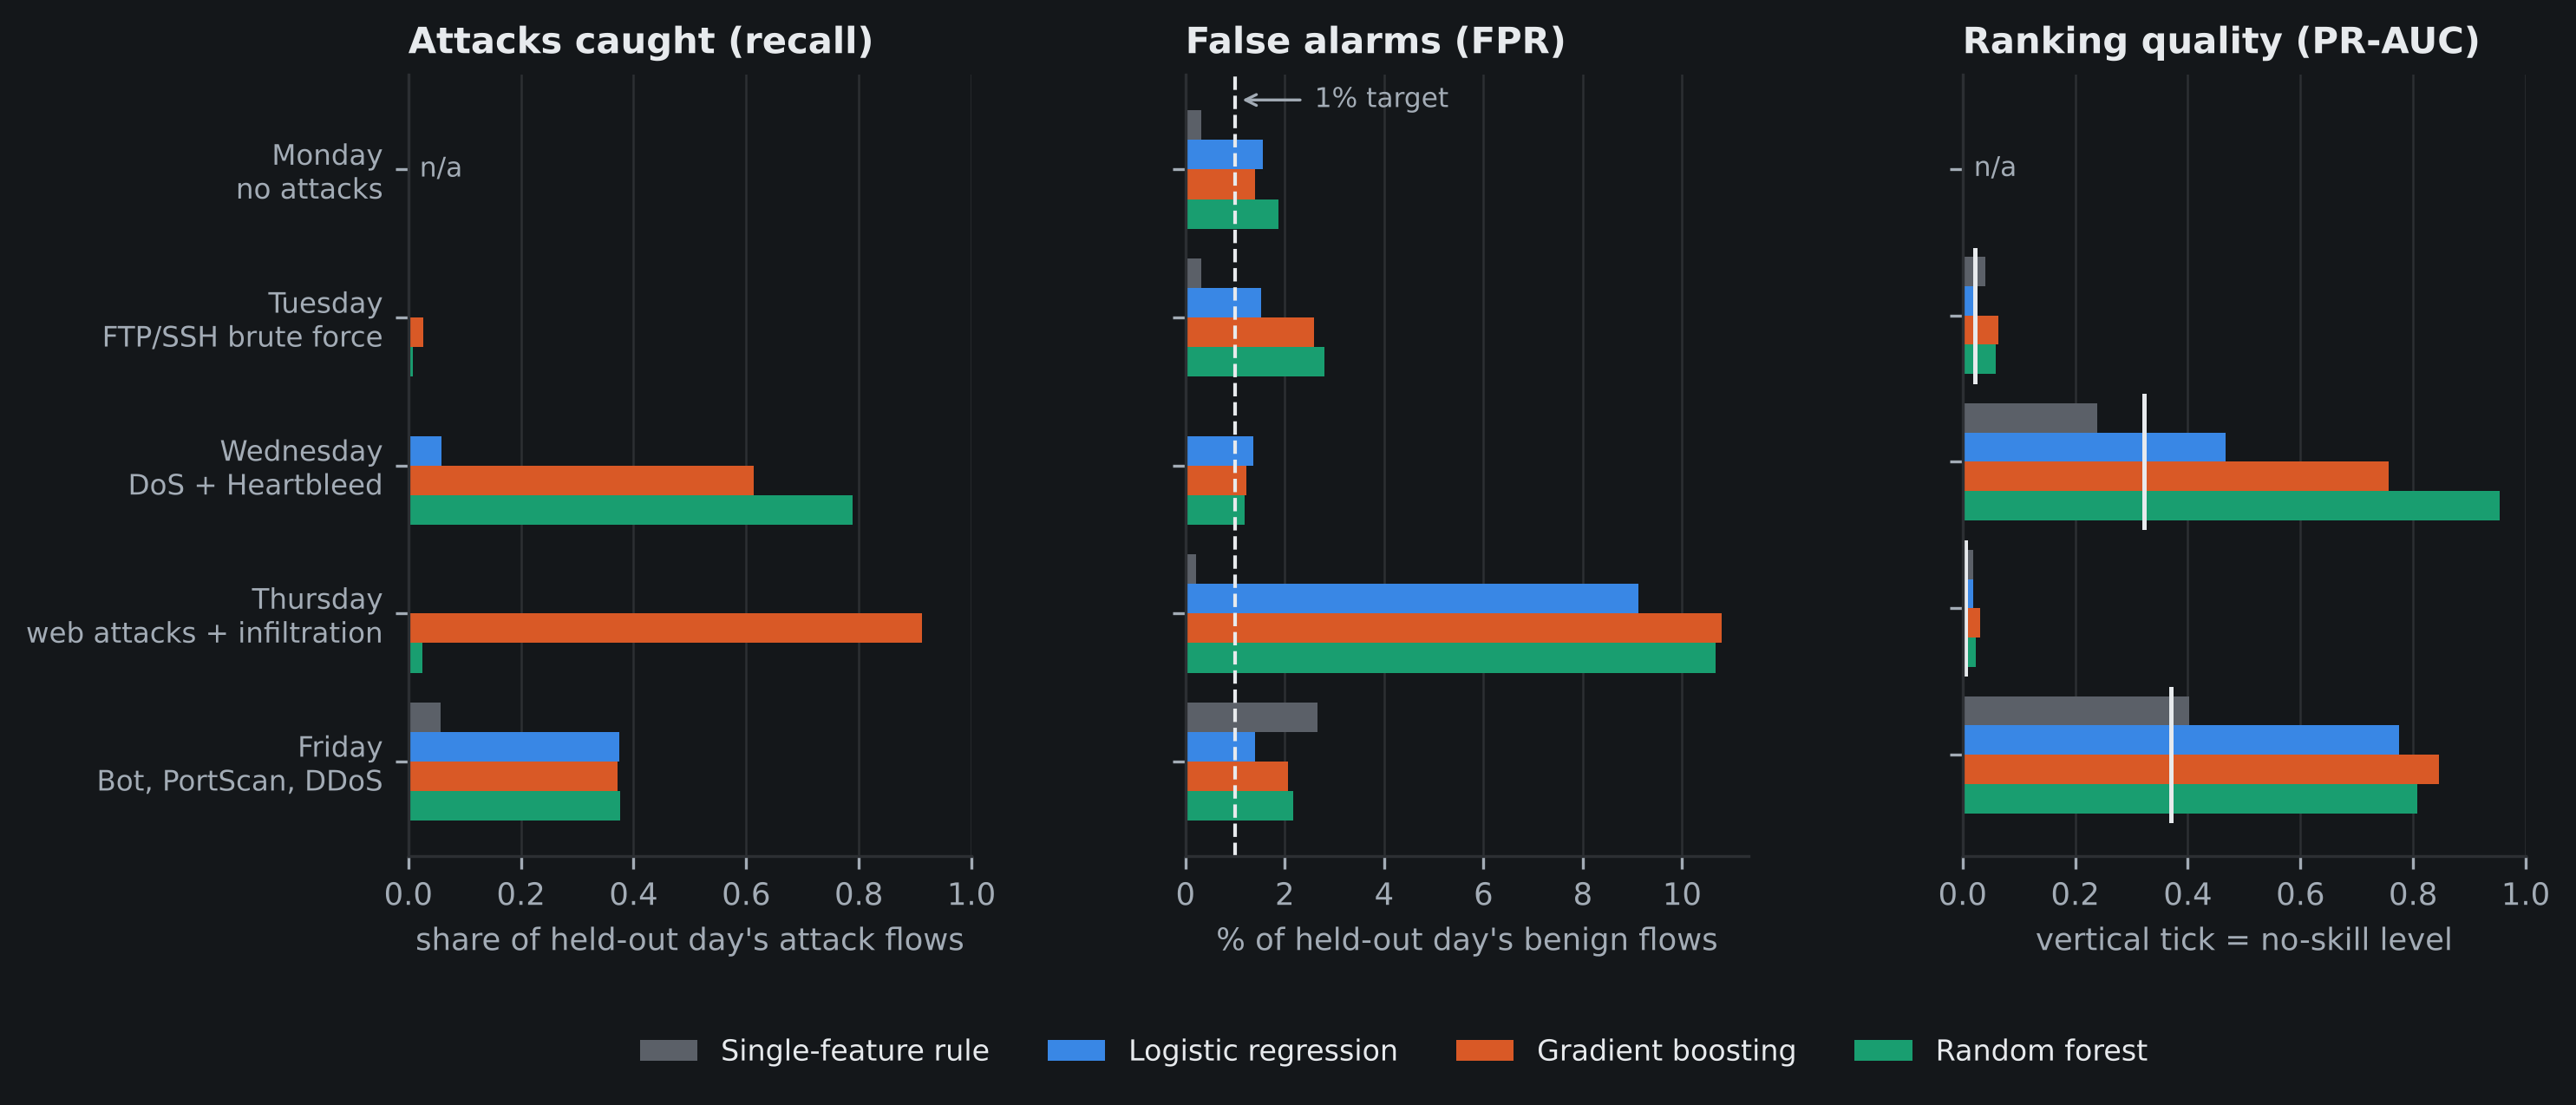 Attacks caught (recall)
False alarms (FPR)
Ranking quality (PR-AUC)
1% target
Monday
no attacks
n/a
n/a
Tuesday
FTP/SSH brute force
Wednesday
DoS + Heartbleed
Thursday
web attacks + infiltration
Friday
Bot, PortScan, DDoS
0.0 0.2 0.4 0.6 0.8 1.0
0 2 4 6 8 10
0.0 0.2 0.4 0.6 0.8 1.0
share of held-out day's attack flows
% of held-out day's benign flows
vertical tick = no-skill level
Single-feature rule
Logistic regression
Gradient boosting
Random forest